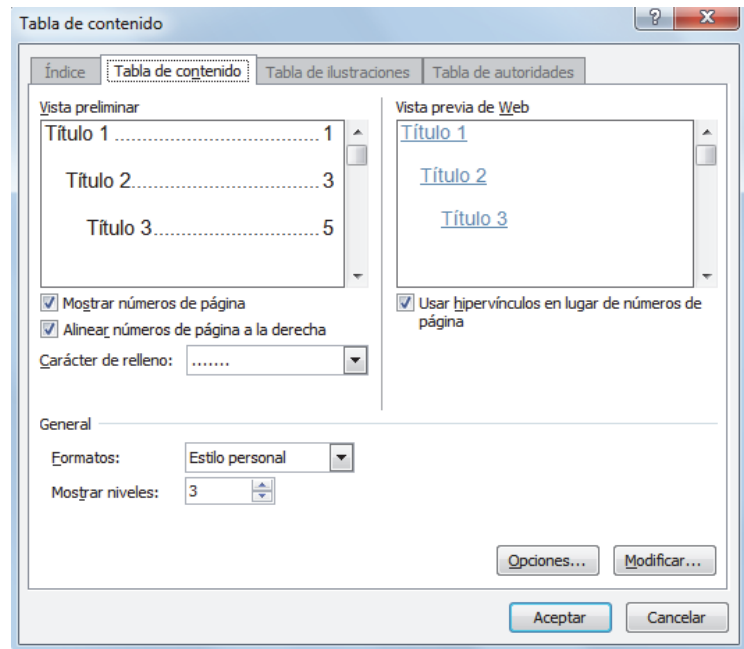 Tabla de contenido
Índice Tabla de contenido Tabla de ilustraciones Tabla de autoridades
Vista preliminar
Título 1 ................................... 1
Título 2................................ 3
Título 3............................ 5
Mostrar números de página
Alinear números de página a la derecha
Carácter de relleno: .......
Vista previa de Web
Título 1
Título 2
Título 3
Usar hipervínculos en lugar de números de
página
General
Formatos: Estilo personal
Mostrar niveles: 3
Opciones... Modificar...
Aceptar Cancelar